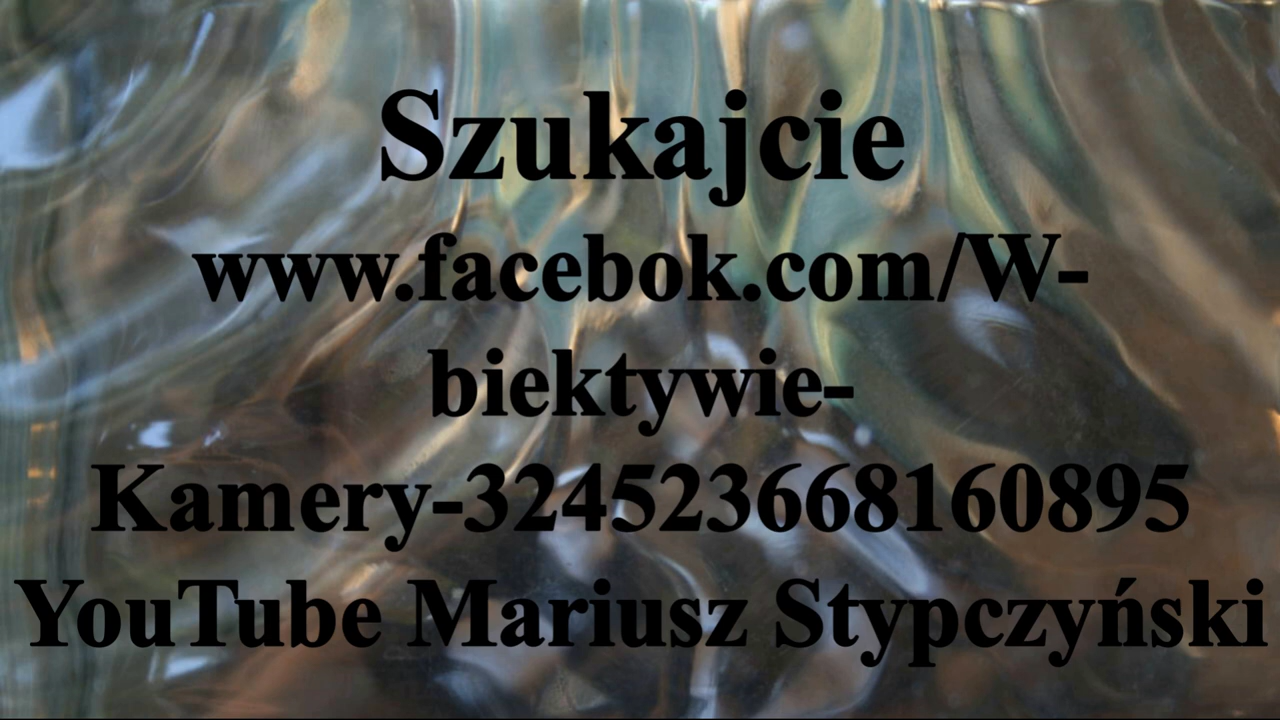 Szukajcie
www.facebok.com/W-
biektywie-
Kamery-324523668160895
YouTube Mariusz Stypczyński